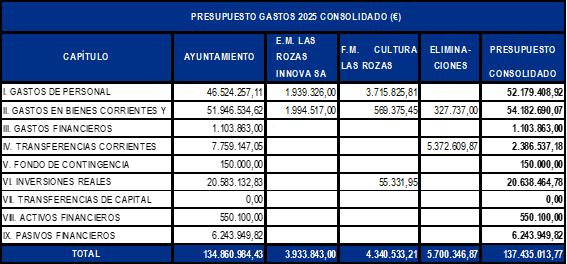 PRESUPUESTO GASTOS 2025 CONSOLIDADO (€)
CAPÍTULO AYUNTAMIENTO E.M. LAS ROZAS INNOVA SA F.M. CULTURA LAS ROZAS ELIMINA-CIONES PRESUPUESTO CONSOLIDADO
I. GASTOS DE PERSONAL 46.524.257,11 1.939.326,00 3.715.825,81 52.179.408,92
II. GASTOS EN BIENES CORRIENTES Y 51.946.534,62 1.994.517,00 569.375,45 327.737,00 54.182.690,07
III. GASTOS FINANCIEROS 1.103.863,00 1.103.863,00
IV. TRANSFERENCIAS CORRIENTES 7.759.147,05 5.372.609,87 2.386.537,18
V. FONDO DE CONTINGENCIA 150.000,00 150.000,00
VI. INVERSIONES REALES 20.583.132,83 55.331,95 20.638.464,78
VII. TRANSFERENCIAS DE CAPITAL 0,00 0,00
VIII. ACTIVOS FINANCIEROS 550.100,00 550.100,00
IX. PASIVOS FINANCIEROS 6.243.949,82 6.243.949,82
TOTAL 134.860.984,43 3.933.843,00 4.340.533,21 5.700.346,87 137.435.013,77